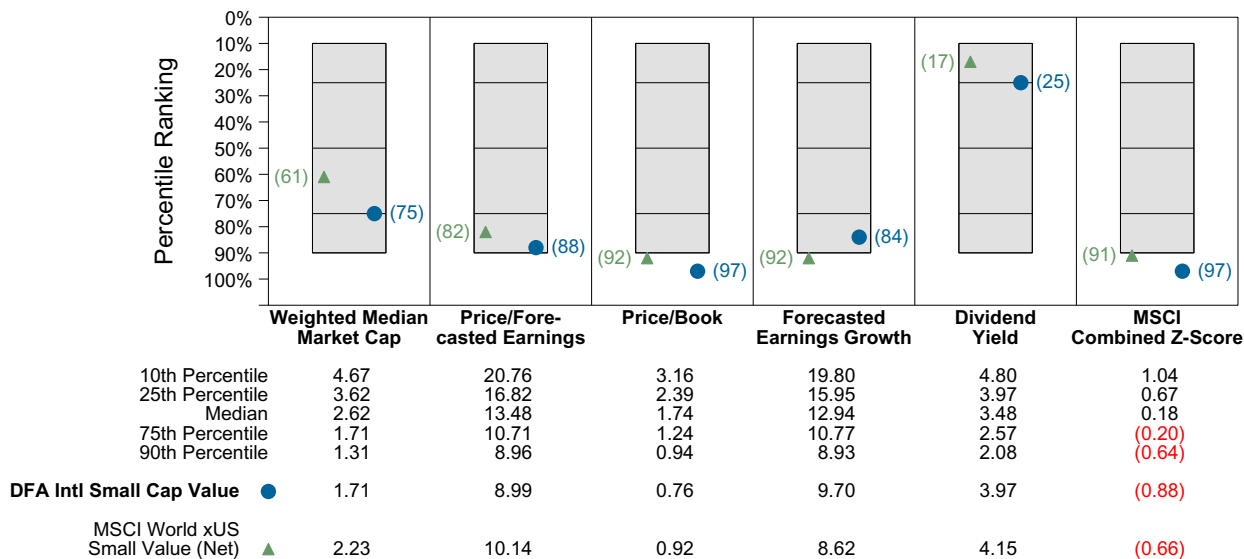 0%
10%
20%
30%
40%
50%
60%
70%
80%
90%
100%
Percentile Ranking
(61)
(75)
(82)
(88)
(92)
(97)
(92)
(84)
(17)
(25)
(91)
(97)
Weighted Median
Market Cap
Price/Fore-
casted Earnings
Price/Book
Forecasted
Earnings Growth
Dividend
Yield
MSCI
Combined Z-Score
10th Percentile 4.67 20.76 3.16 19.80 4.80 1.04
25th Percentile 3.62 16.82 2.39 15.95 3.97 0.67
Median 2.62 13.48 1.74 12.94 3.48 0.18
75th Percentile 1.71 10.71 1.24 10.77 2.57 (0.20)
90th Percentile 1.31 8.96 0.94 8.93 2.08 (0.64)
DFA Intl Small Cap Value 1.71 8.99 0.76 9.70 3.97 (0.88)
MSCI World xUS
Small Value (Net) 2.23 10.14 0.92 8.62 4.15 (0.66)